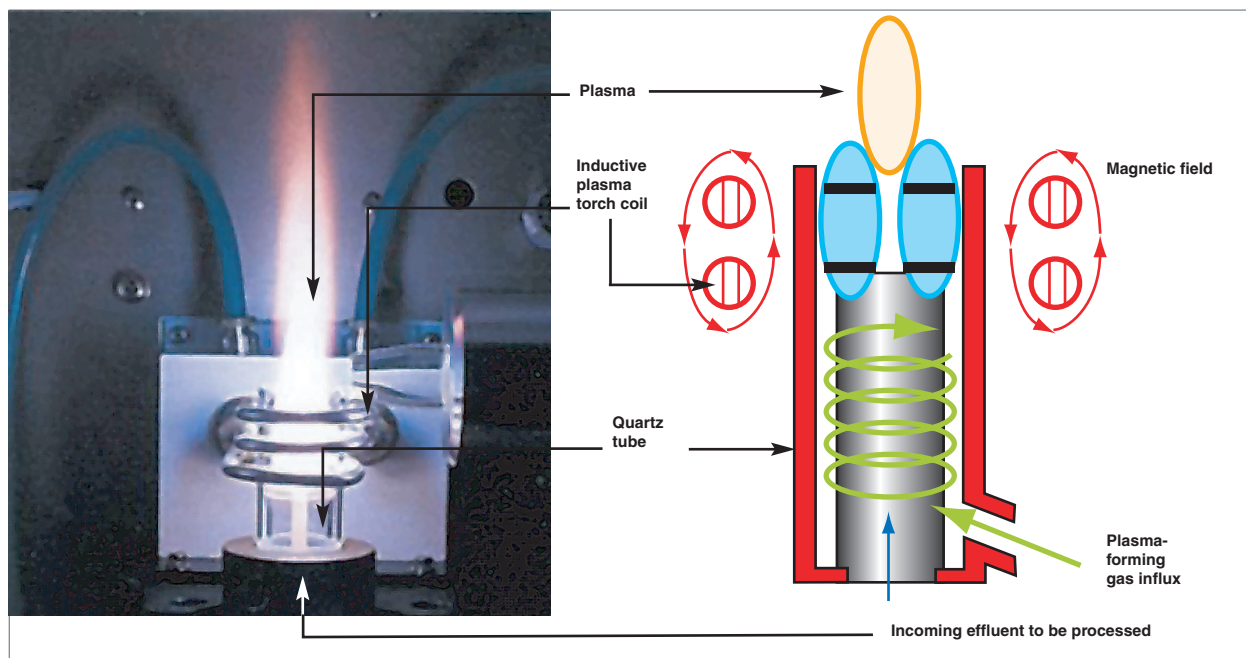 Plasma
Inductive
plasma
torch coil
Magnetic field
Quartz
tube
Plasma-
forming
gas influx
Incoming effluent to be processed